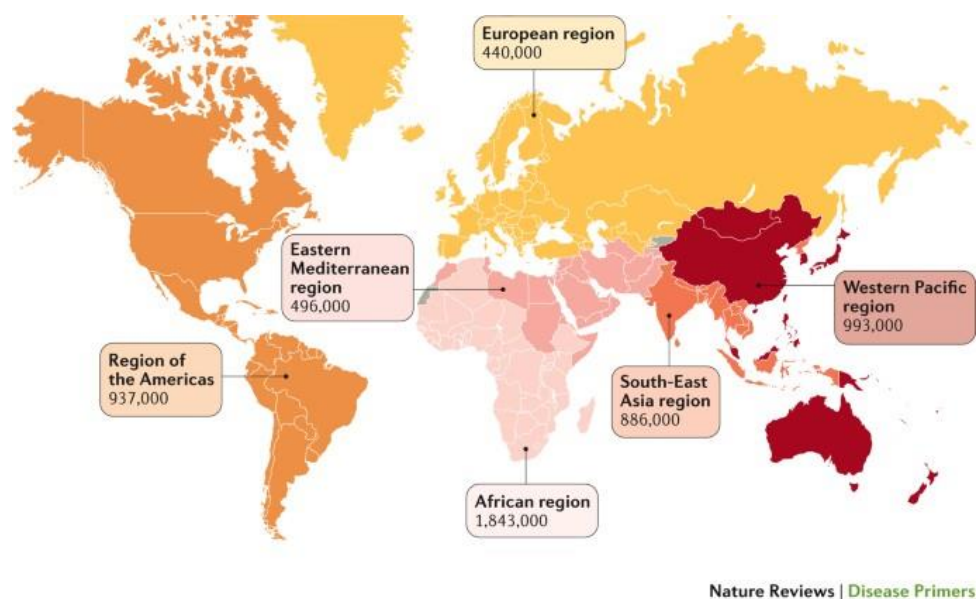 European region
440,000
Eastern
Mediterranean
region
496,000
Western Pacific
region
993,000
Region of
the Americas
937,000
South-East
Asia region
886,000
African region
1,843,000
Nature Reviews | Disease Primers